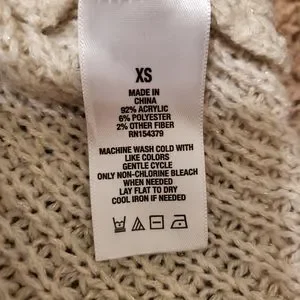 XS
MADE IN
CHINA
92% ACRYLIC
6% POLYESTER
2% OTHER FIBER
RN154379
MACHINE WASH COLD WITH
LIKE COLORS
GENTLE CYCLE
ONLY NON-CHLORINE BLEACH
WHEN NEEDED
LAY FLAT TO DRY
COOL IRON IF NEEDED